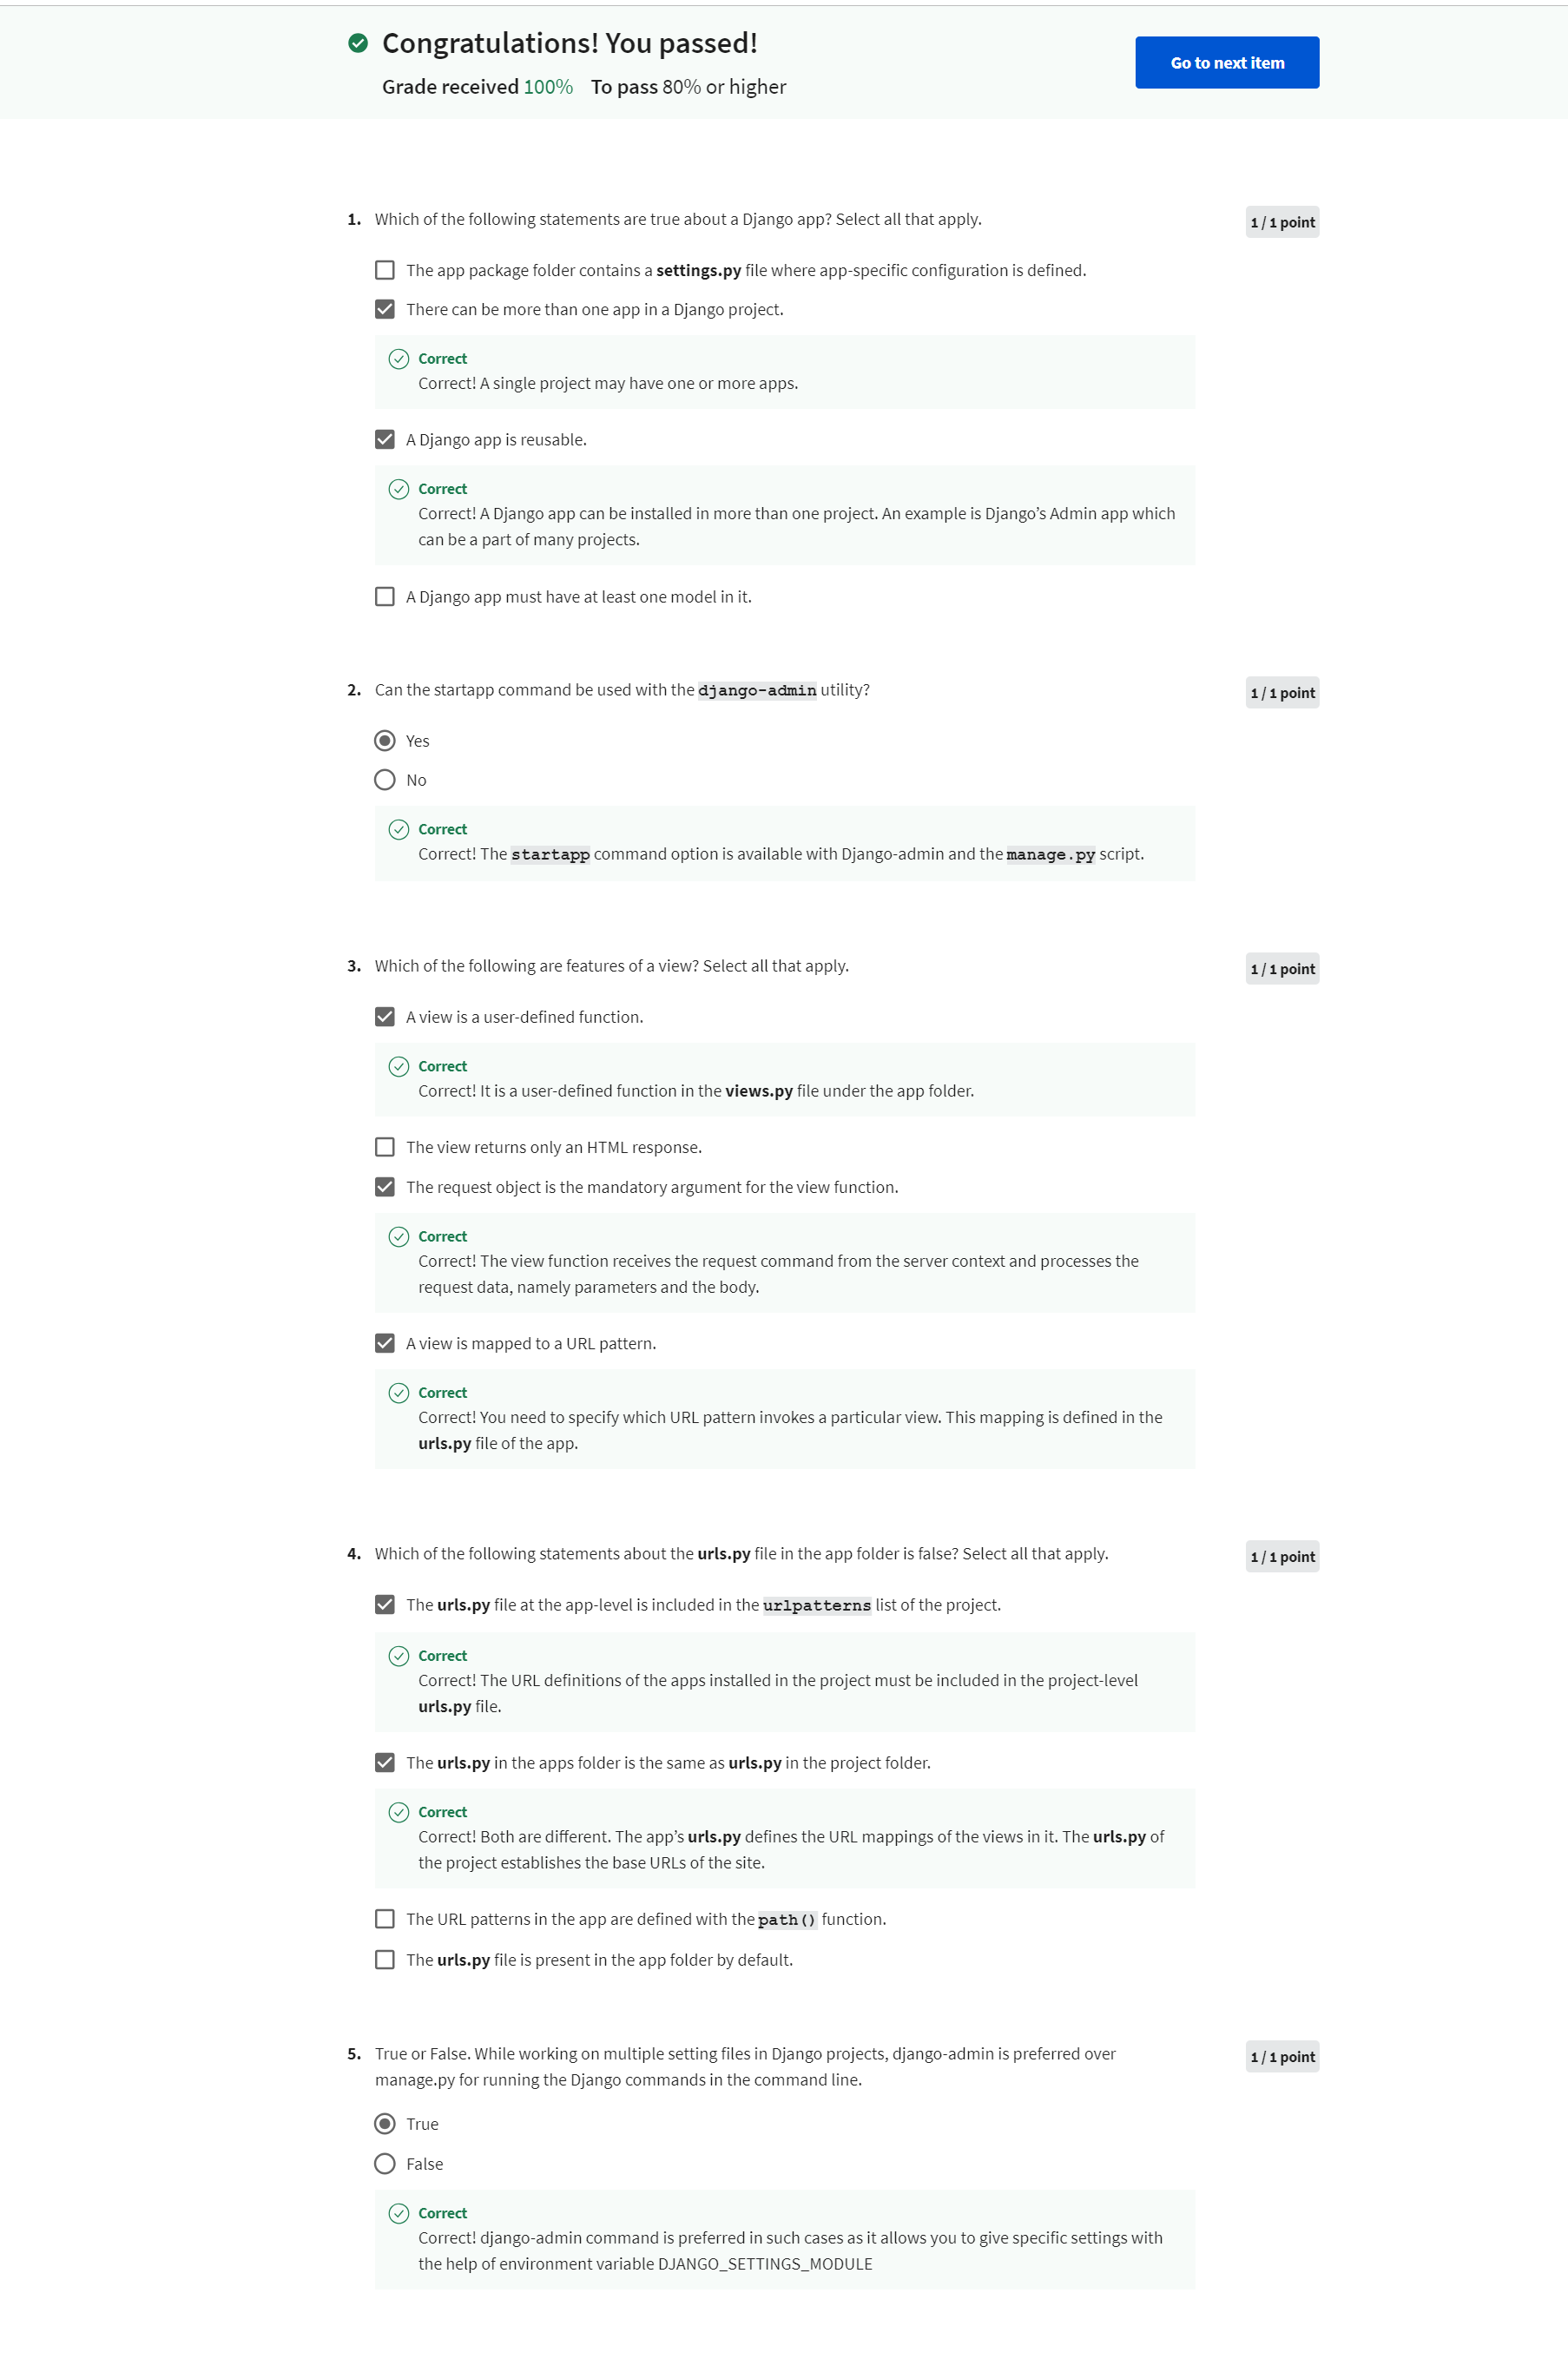 Congratulations! You passed!
Grade received 100% To pass 80% or higher
Go to next item
1. Which of the following statements are true about a Django app? Select all that apply.
1 / 1 point
The app package folder contains a settings.py file where app-specific configuration is defined.
There can be more than one app in a Django project.
Correct
Correct! A single project may have one or more apps.
A Django app is reusable.
Correct
Correct! A Django app can be installed in more than one project. An example is Django’s Admin app which
can be a part of many projects.
A Django app must have at least one model in it.
2. Can the startapp command be used with the django-admin utility?
1 / 1 point
Yes
No
Correct
Correct! The startapp command option is available with Django-admin and the manage.py script.
3. Which of the following are features of a view? Select all that apply.
1 / 1 point
A view is a user-defined function.
Correct
Correct! It is a user-defined function in the views.py file under the app folder.
The view returns only an HTML response.
The request object is the mandatory argument for the view function.
Correct
Correct! The view function receives the request command from the server context and processes the
request data, namely parameters and the body.
A view is mapped to a URL pattern.
Correct
Correct! You need to specify which URL pattern invokes a particular view. This mapping is defined in the
urls.py file of the app.
4. Which of the following statements about the urls.py file in the app folder is false? Select all that apply.
1 / 1 point
The urls.py file at the app-level is included in the urlpatterns list of the project.
Correct
Correct! The URL definitions of the apps installed in the project must be included in the project-level
urls.py file.
The urls.py in the apps folder is the same as urls.py in the project folder.
Correct
Correct! Both are different. The app’s urls.py defines the URL mappings of the views in it. The urls.py of
the project establishes the base URLs of the site.
The URL patterns in the app are defined with the path() function.
The urls.py file is present in the app folder by default.
5. True or False. While working on multiple setting files in Django projects, django-admin is preferred over
manage.py for running the Django commands in the command line.
1 / 1 point
True
False
Correct
Correct! django-admin command is preferred in such cases as it allows you to give specific settings with
the help of environment variable DJANGO_SETTINGS_MODULE